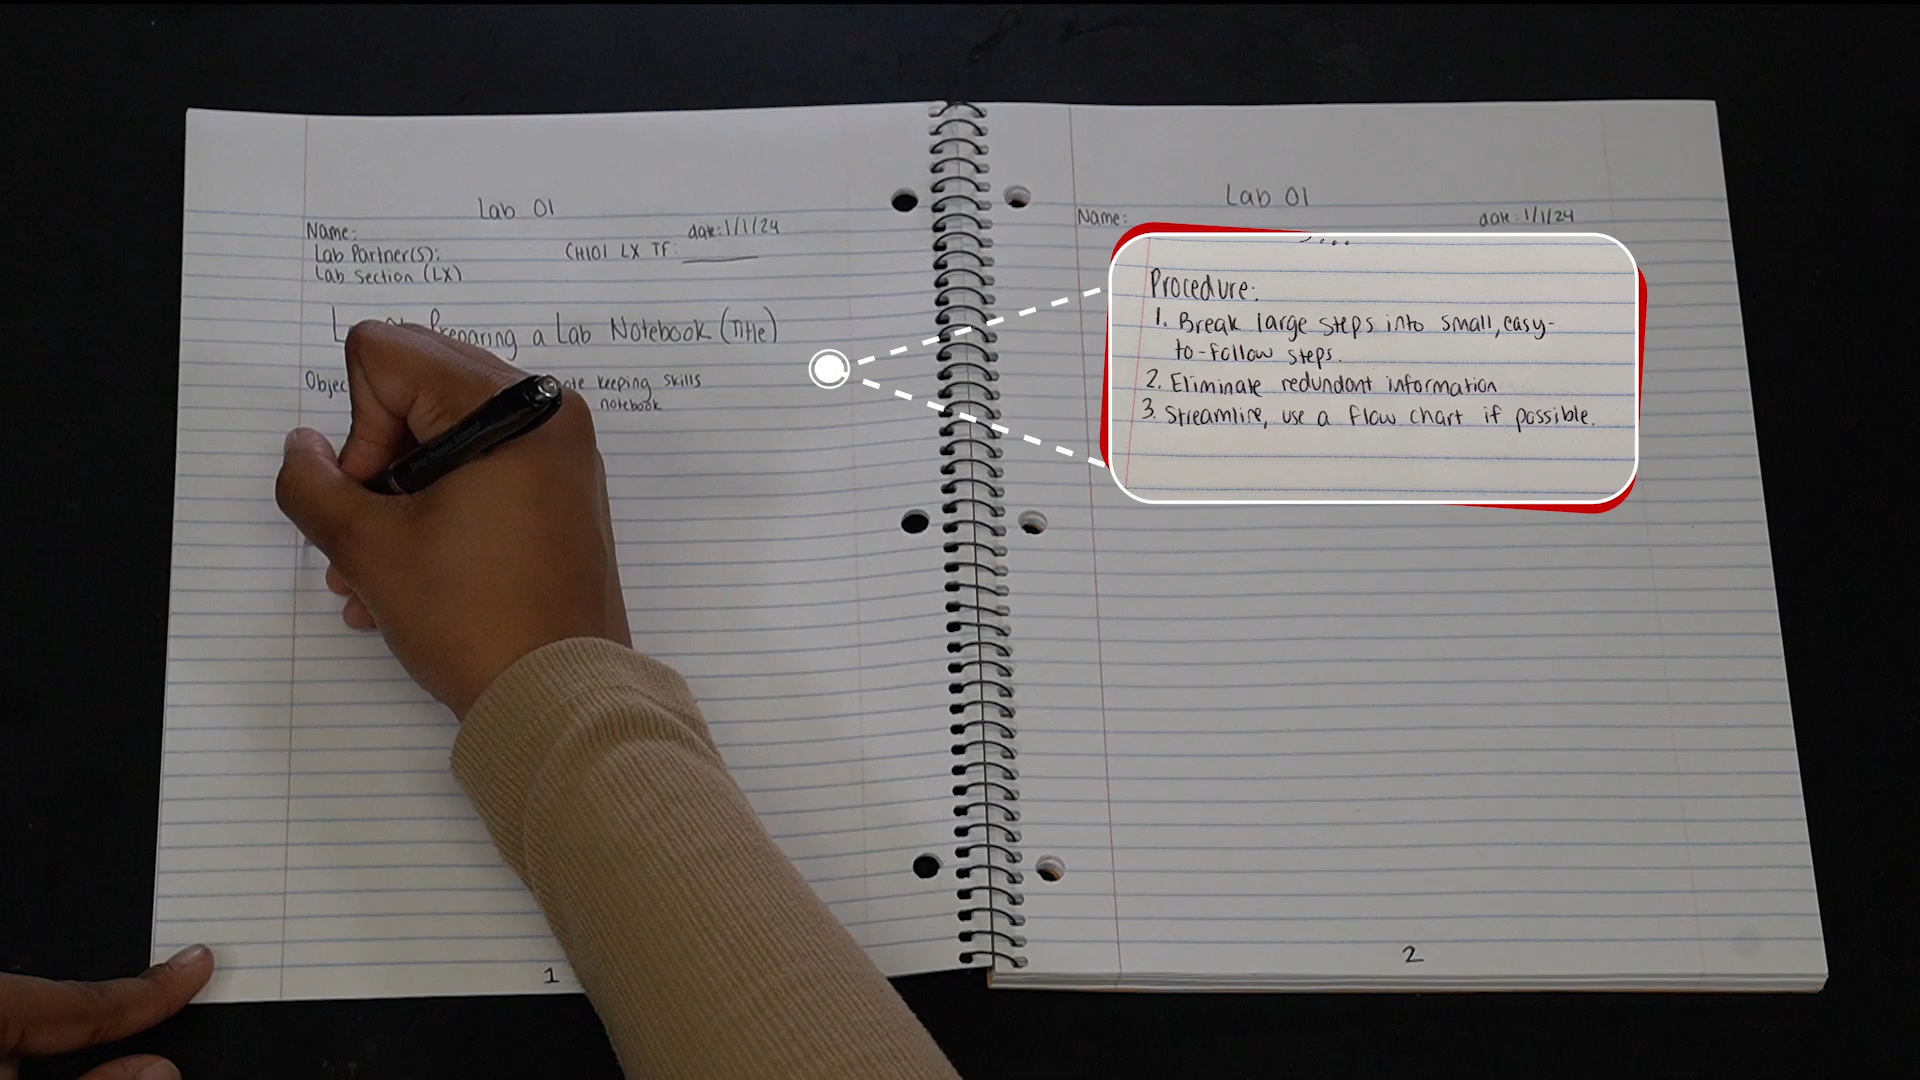 Lab 01
Name: date: 1/1/24
Lab Partner(s): CH101 LX TF:
Lab Section (LX)
a Lab Notebook (Title)
keeping skills
notebook
1
Lab 01
Name: date: 1/1/24
Procedure:
1. Break large steps into small, easy-
to-follow steps.
2. Eliminate redundant information
3. Streamline, use a flow chart if possible.
2